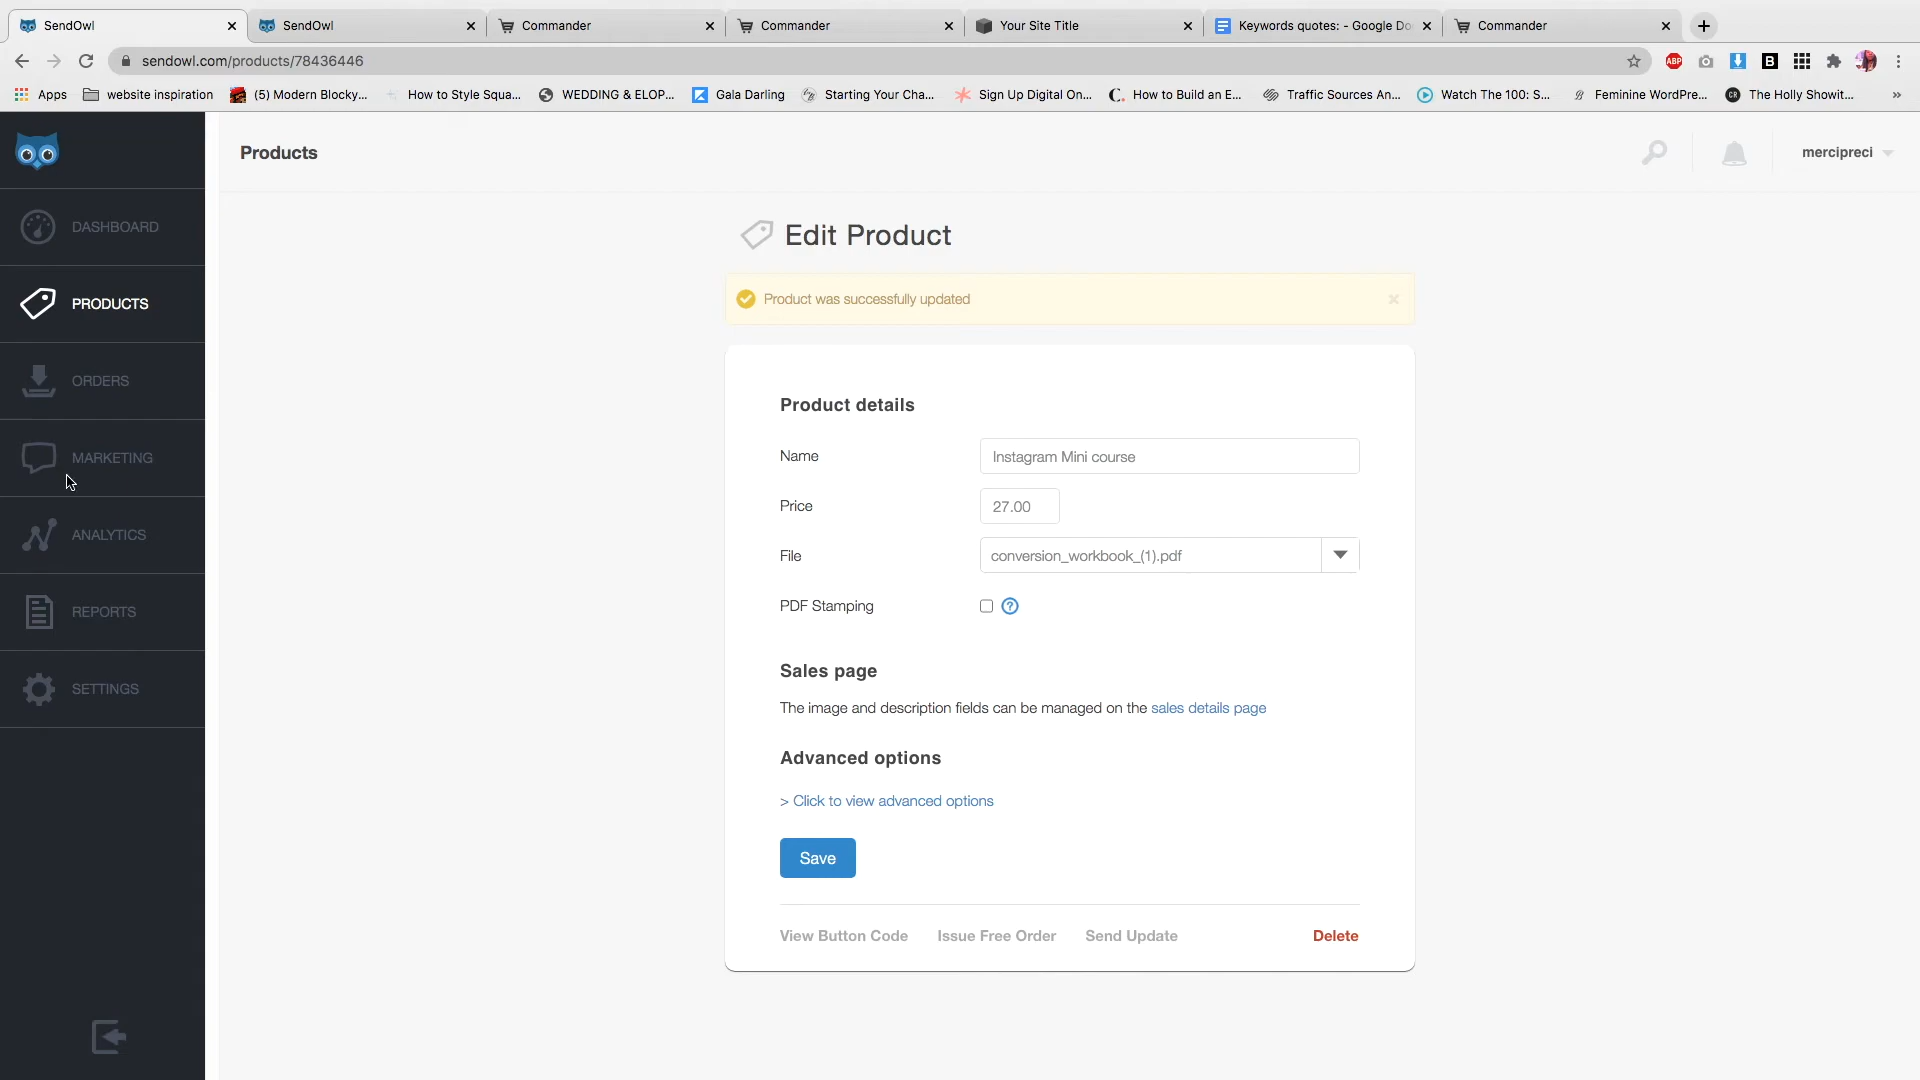 SendOwl
SendOwl
Commander
Commander
Your Site Title
Keywords quotes: - Google Do
Commander
sendowl.com/products/78436446
ABP
B
Apps
website inspiration
(5) Modern Blocky...
How to Style Squa...
WEDDING & ELOP...
Gala Darling
Starting Your Cha...
Sign Up Digital On...
How to Build an E...
Traffic Sources An...
Watch The 100: S...
Feminine WordPre...
CR
The Holly Showit...
»
Products
mercipreci
DASHBOARD
PRODUCTS
ORDERS
MARKETING
ANALYTICS
REPORTS
SETTINGS
Edit Product
Product was successfully updated
Product details
Name
Instagram Mini course
Price
27.00
File
conversion_workbook_(1).pdf
PDF Stamping
?
Sales page
The image and description fields can be managed on the sales details page
Advanced options
> Click to view advanced options
Save
View Button Code
Issue Free Order
Send Update
Delete